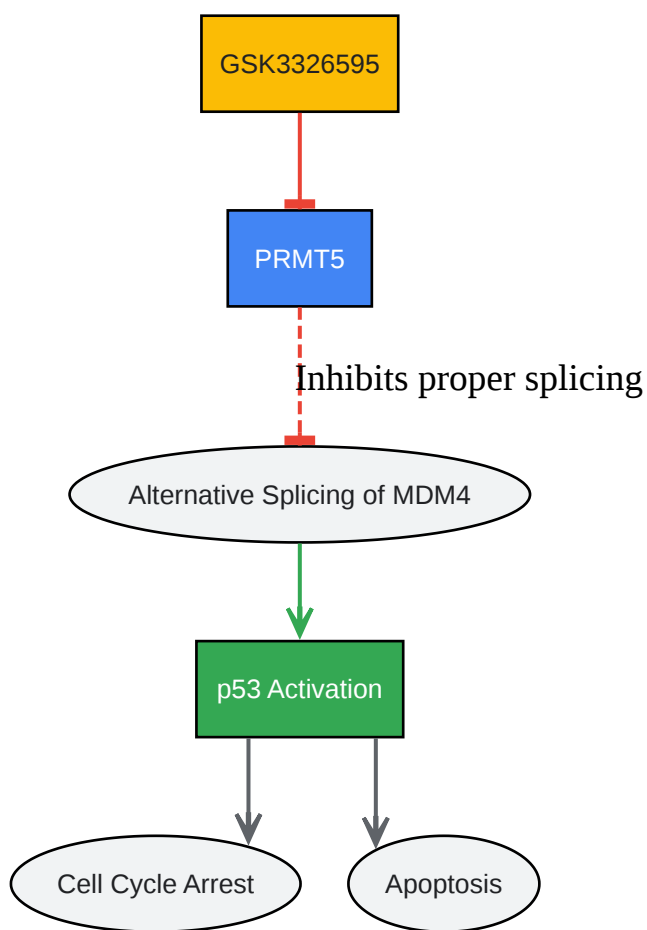 GSK3326595
PRMT5
Inhibits proper splicing
Alternative Splicing of MDM4
p53 Activation
Cell Cycle Arrest
Apoptosis